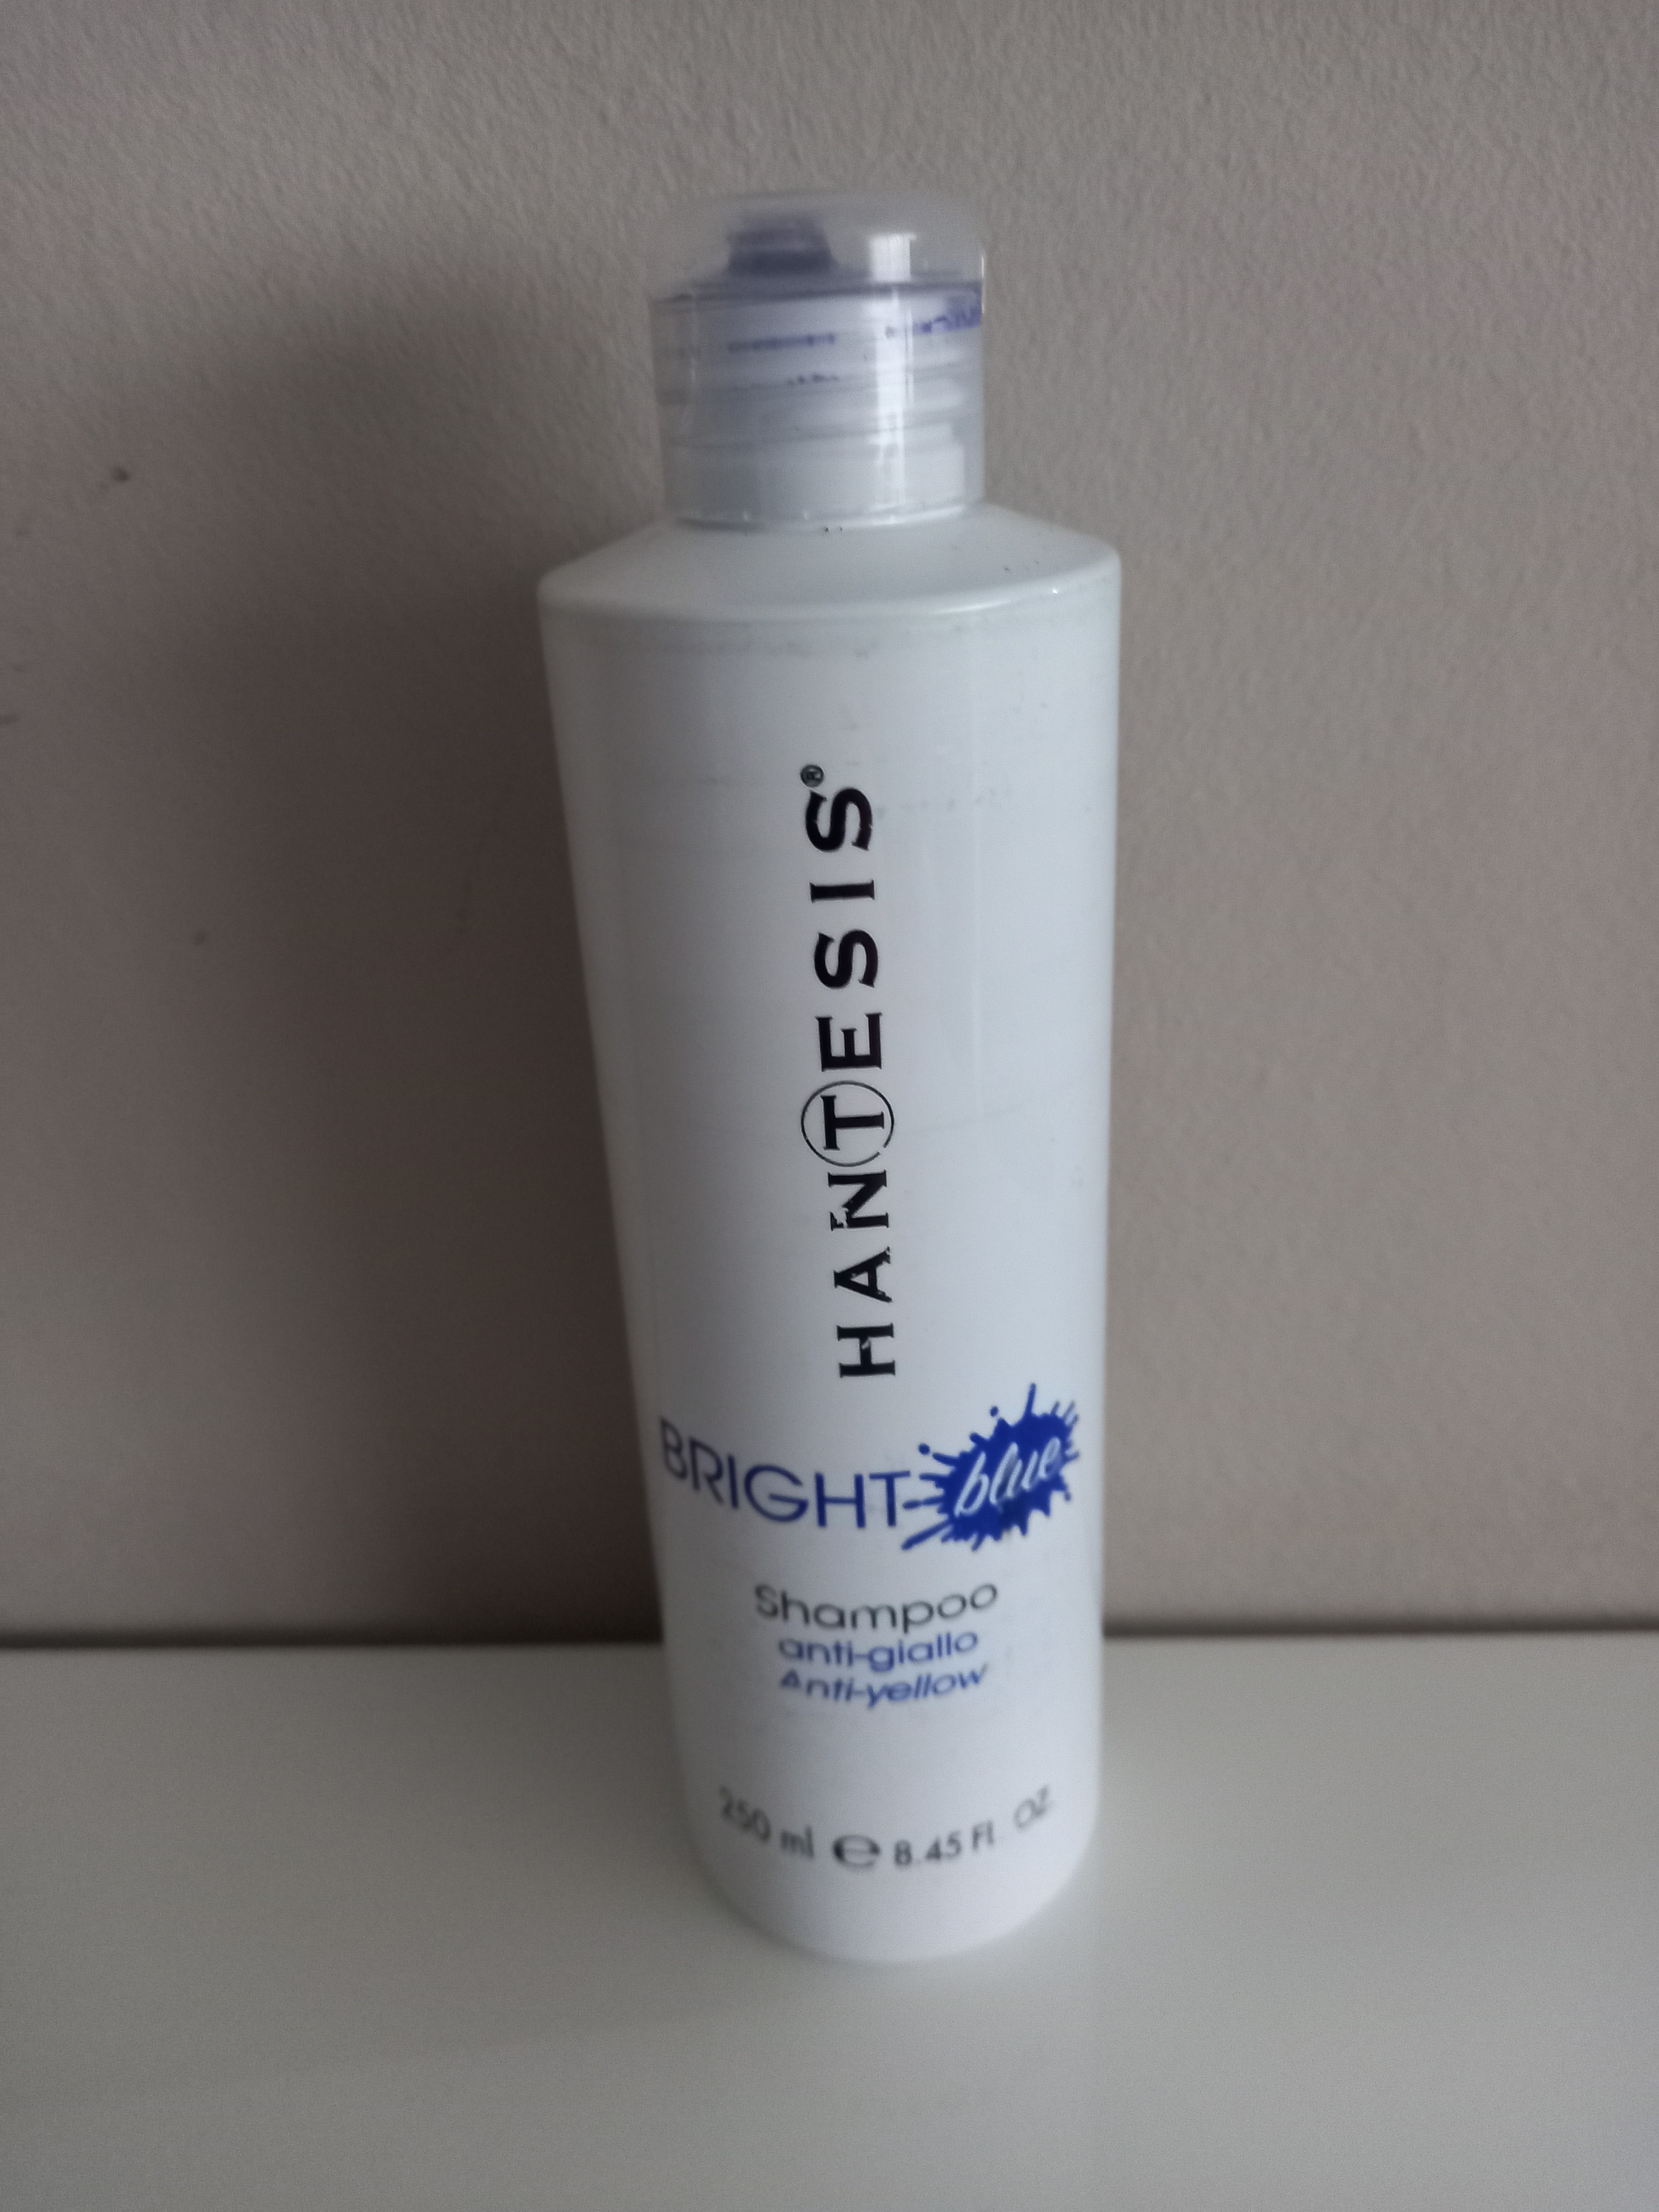 HANTESIS®
BRIGHT blue
Shampoo
anti-giallo
Anti-yellow
250 ml ℮ 8.45 Fl. OZ.